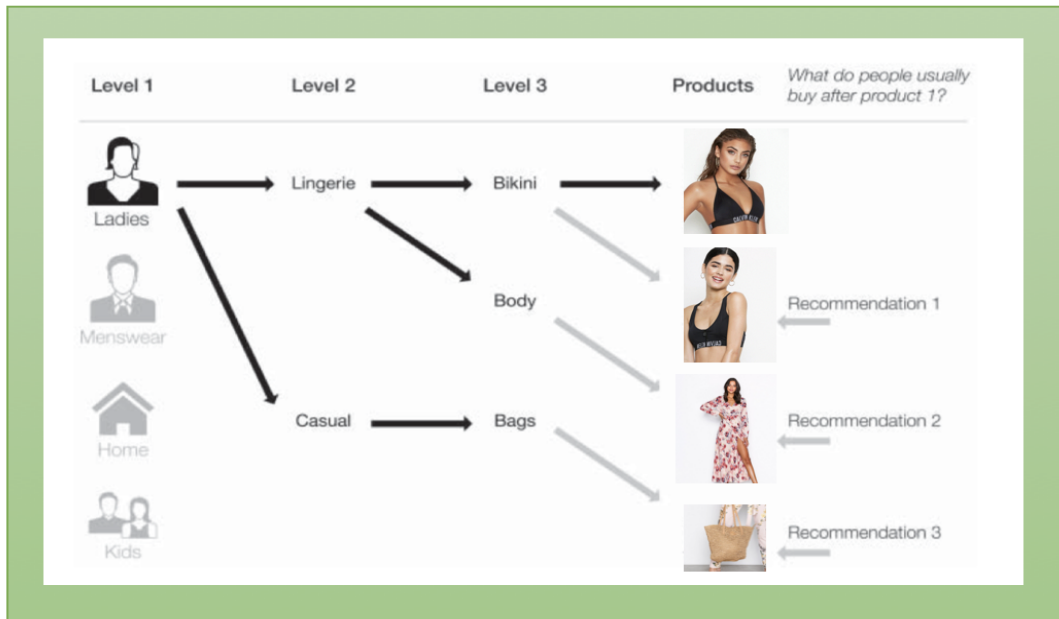 Level 1
Level 2
Level 3
Products
What do people usually
buy after product 1?
Ladies
Lingerie
Bikini
Menswear
Body
Recommendation 1
Home
Casual
Bags
Recommendation 2
Kids
Recommendation 3